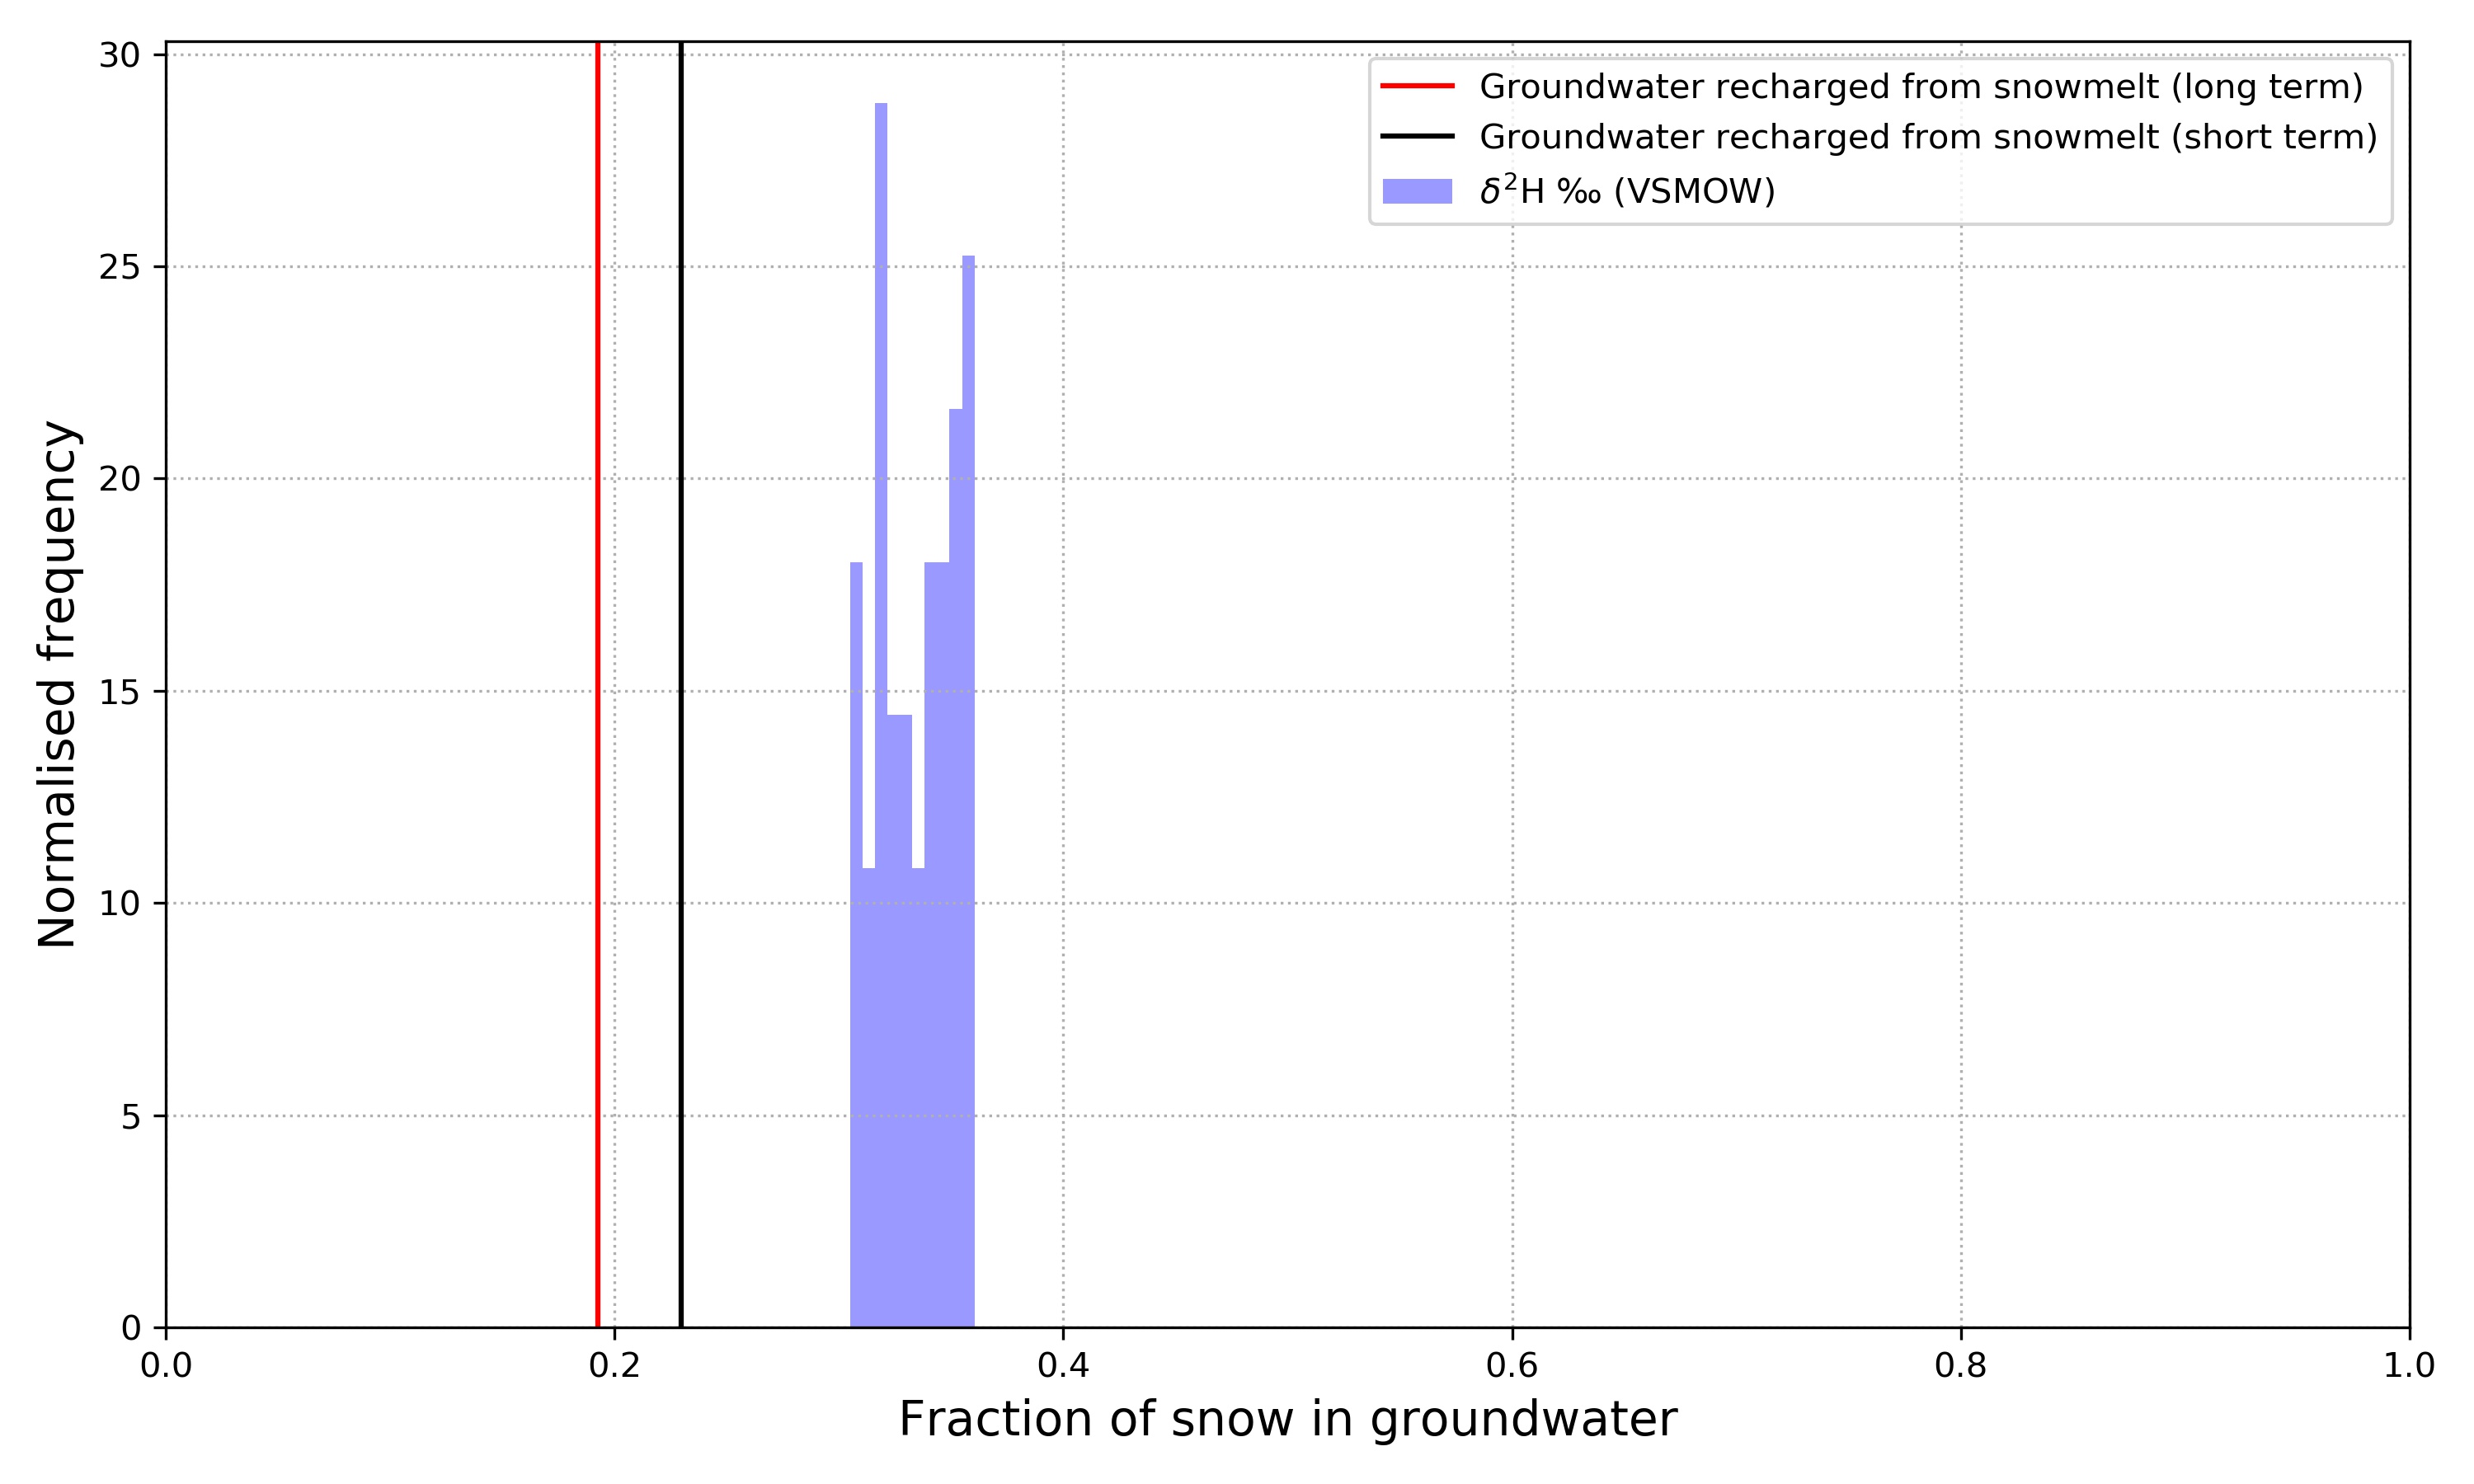 30
25
20
15
10
5
0
Normalised frequency
Groundwater recharged from snowmelt (long term)
Groundwater recharged from snowmelt (short term)
δ²H ‰ (VSMOW)
0.0 0.2 0.4 0.6 0.8 1.0
Fraction of snow in groundwater